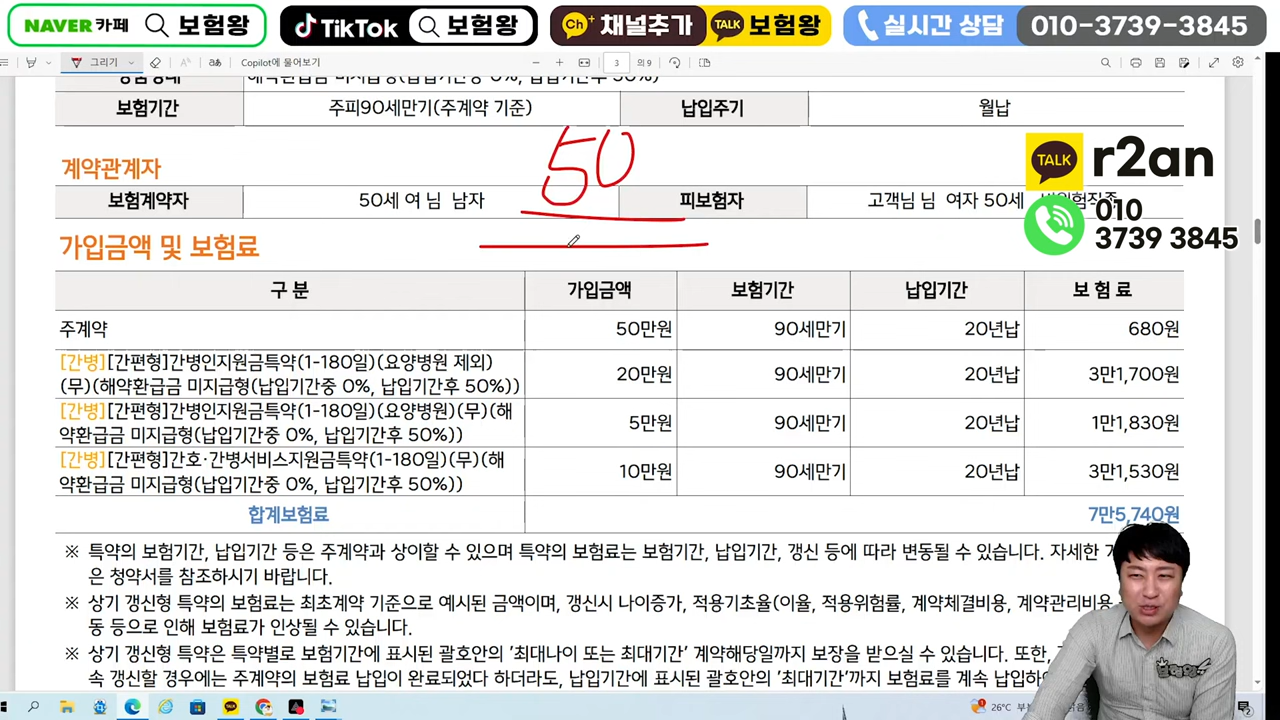 NAVER 카페 보험왕 TikTok 보험왕 Ch+ 채널추가 TALK 보험왕 실시간 상담 010-3739-3845
그리기 aあ Copilot에 물어보기 3 의 9
해약환급금 미지급형(납입기간중 0%, 납입기간후 50%)
보험기간 주피90세만기(주계약 기준) 납입주기 월납
50
TALK r2an
계약관계자
보험계약자 50세 여 님 남자 피보험자 고객님 님 여자 50세
010
3739 3845
가입금액 및 보험료
구 분 가입금액 보험기간 납입기간 보 험 료
주계약 50만원 90세만기 20년납 680원
[간병][간편형]간병인지원금특약(1-180일)(요양병원 제외)
(무)(해약환급금 미지급형(납입기간중 0%, 납입기간후 50%)) 20만원 90세만기 20년납 3만1,700원
[간병][간편형]간병인지원금특약(1-180일)(요양병원)(무)(해
약환급금 미지급형(납입기간중 0%, 납입기간후 50%)) 5만원 90세만기 20년납 1만1,830원
[간병][간편형]간호·간병서비스지원금특약(1-180일)(무)(해
약환급금 미지급형(납입기간중 0%, 납입기간후 50%)) 10만원 90세만기 20년납 3만1,530원
합계보험료 7만5,740원
※ 특약의 보험기간, 납입기간 등은 주계약과 상이할 수 있으며 특약의 보험료는 보험기간, 납입기간, 갱신 등에 따라 변동될 수 있습니다. 자세한
은 청약서를 참조하시기 바랍니다.
※ 상기 갱신형 특약의 보험료는 최초계약 기준으로 예시된 금액이며, 갱신시 나이증가, 적용기초율(이율, 적용위험률, 계약체결비용, 계약관리비용
동 등으로 인해 보험료가 인상될 수 있습니다.
※ 상기 갱신형 특약은 특약별로 보험기간에 표시된 괄호안의 '최대나이 또는 최대기간' 계약해당일까지 보장을 받으실 수 있습니다. 또한,
속 갱신할 경우에는 주계약의 보험료 납입이 완료되었다 하더라도, 납입기간에 표시된 괄호안의 '최대기간'까지 보험료를 계속 납입하
26°C